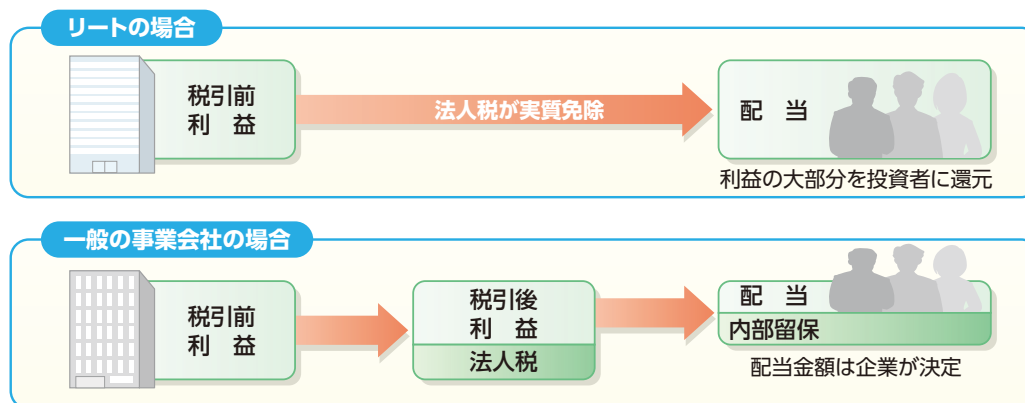 リートの場合
税引前
利　益
法人税が実質免除
配　当
利益の大部分を投資者に還元
一般の事業会社の場合
税引前
利　益
税引後
利　益
法人税
配　当
内部留保
配当金額は企業が決定